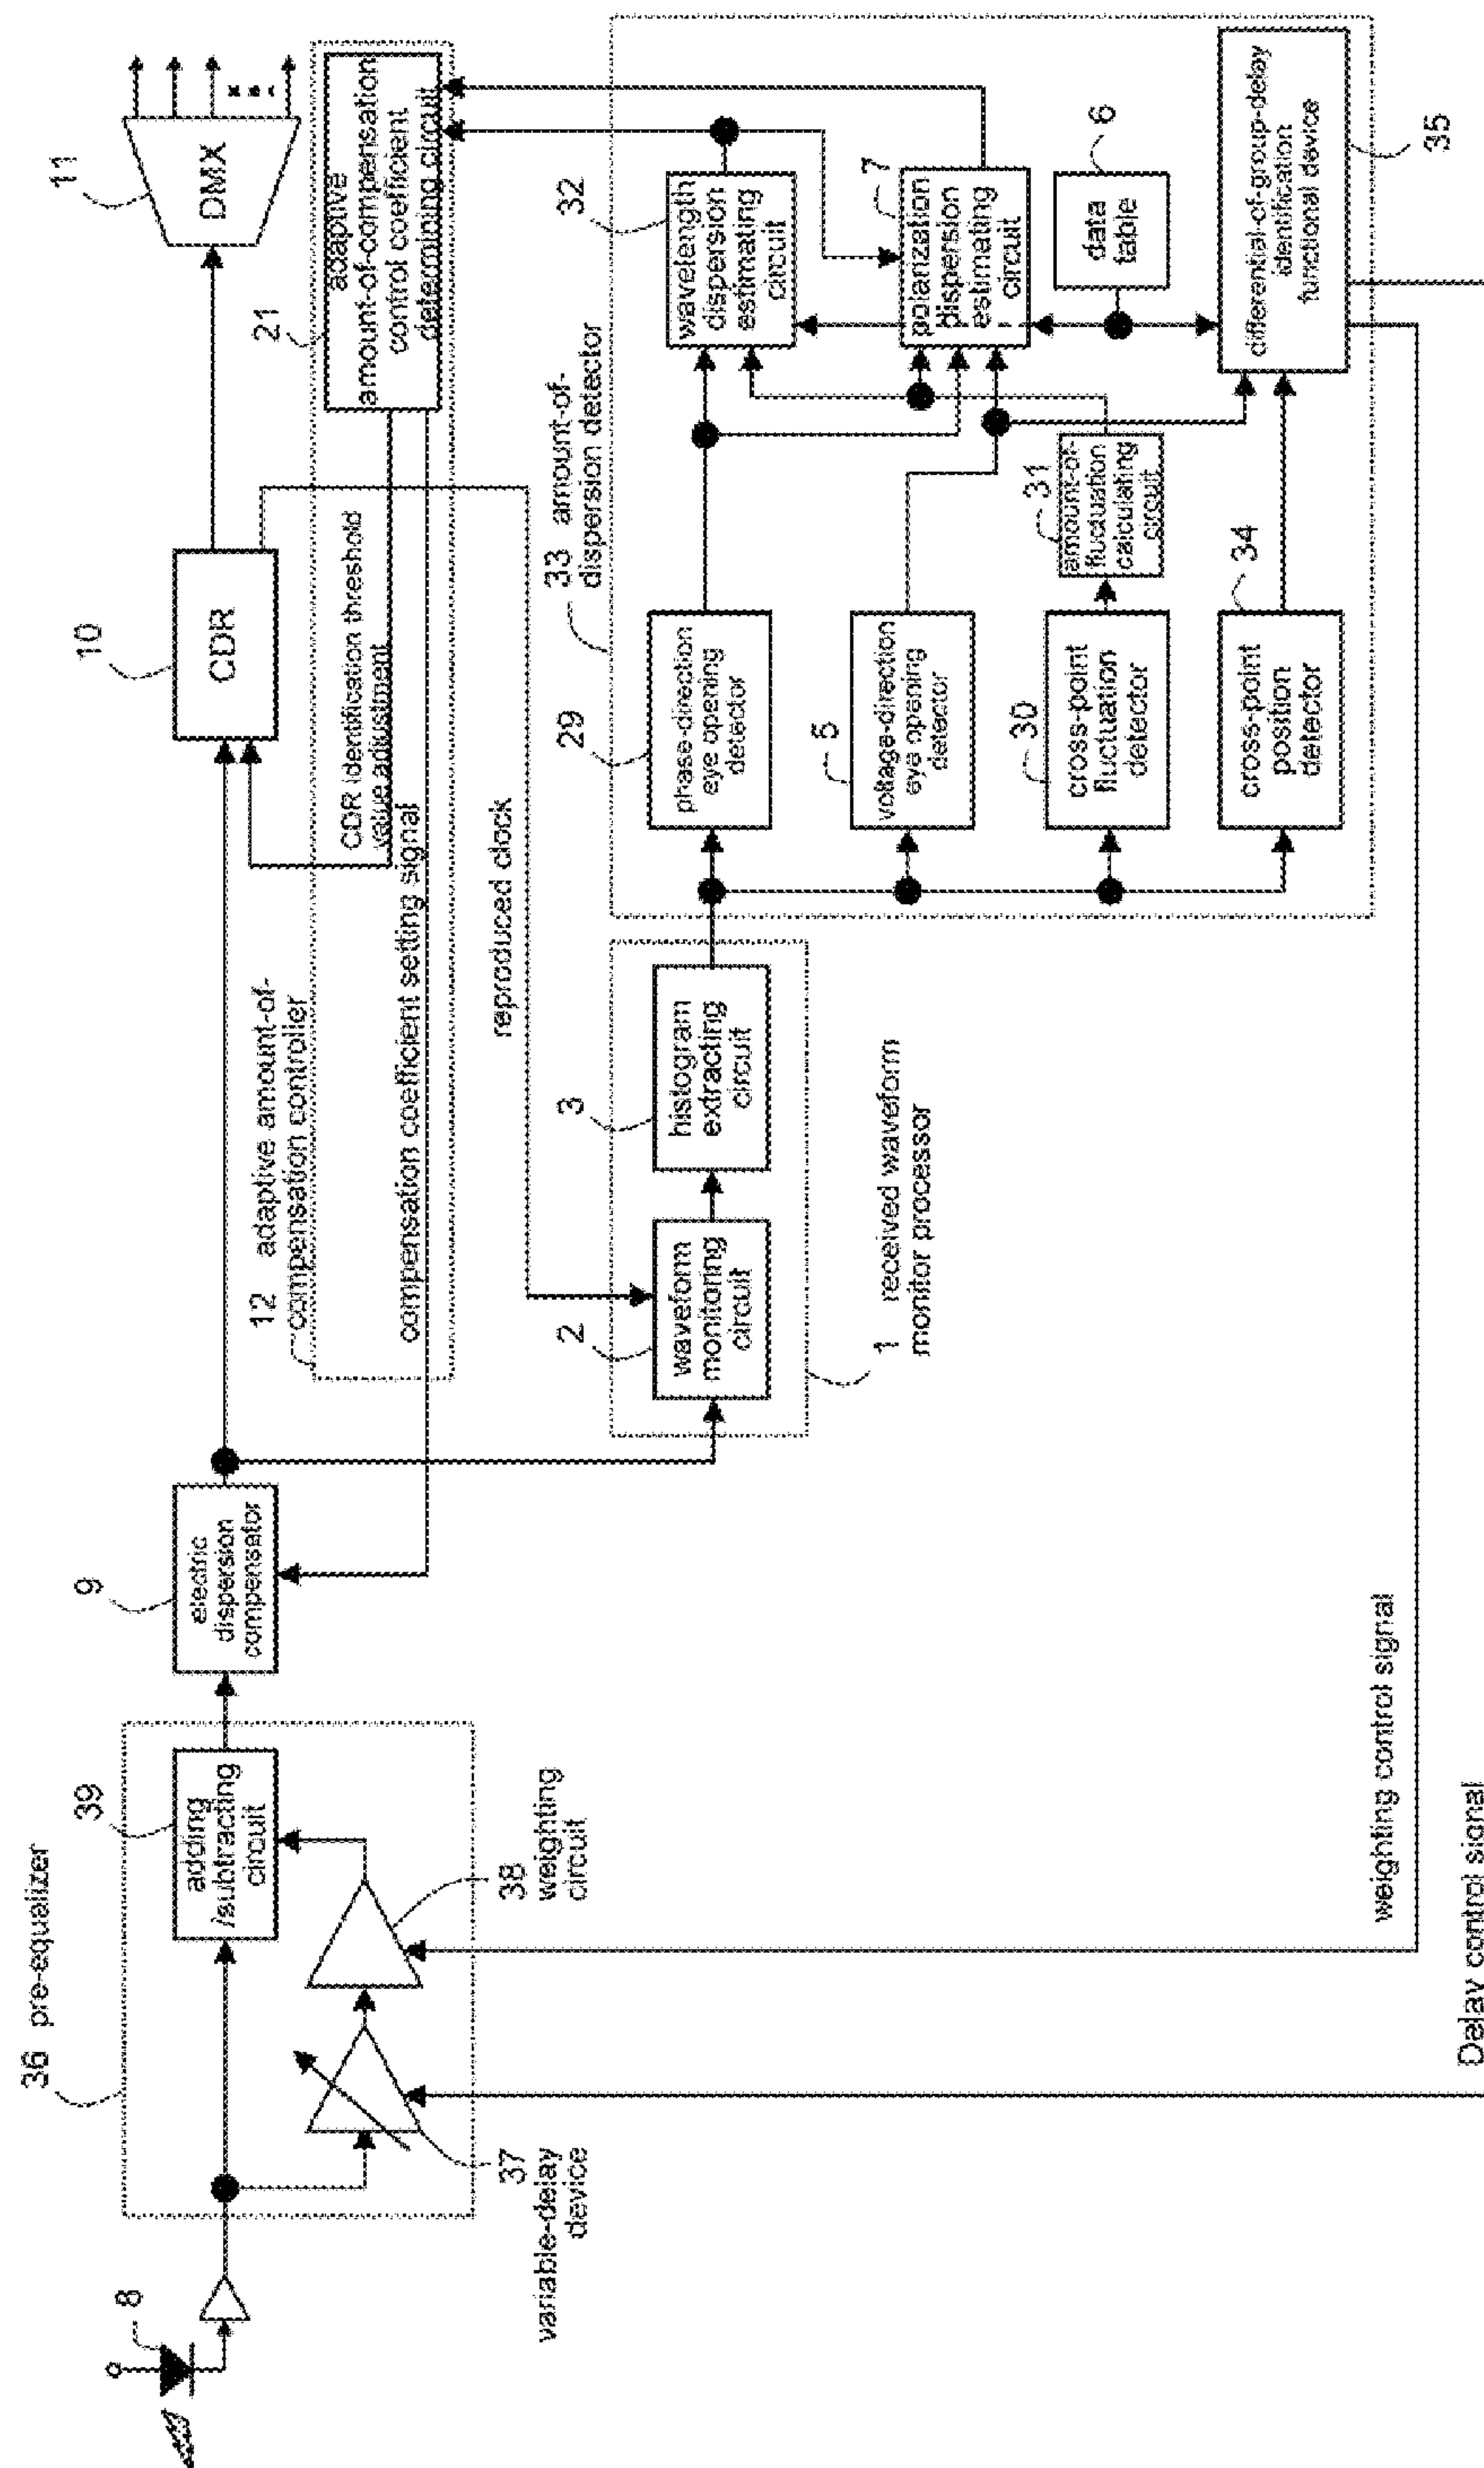 36 pre-equalizer
8
39
adding
/subtracting
circuit
38
weighting
circuit
37
variable-delay
device
9
electric
dispersion
compensator
10
CDR
11
DMX
12 adaptive amount-of-
compensation controller
21
adaptive
amount-of-compensation
control coefficient
determining circuit
CDR identification threshold
value adjustment
compensation coefficient setting signal
reproduced clock
2
waveform
monitoring
circuit
3
histogram
extracting
circuit
1 received waveform
monitor processor
33 amount-of-
dispersion detector
29
phase-direction
eye opening
detector
5
voltage-direction
eye opening
detector
30
cross-point
fluctuation
detector
34
cross-point
position
detector
31
amount-of-
fluctuation
calculating
circuit
32
wavelength
dispersion
estimating
circuit
7
polarization
dispersion
estimating
circuit
6
data
table
35
differential-of-group-delay
identification
functional device
weighting control signal
Delay control signal